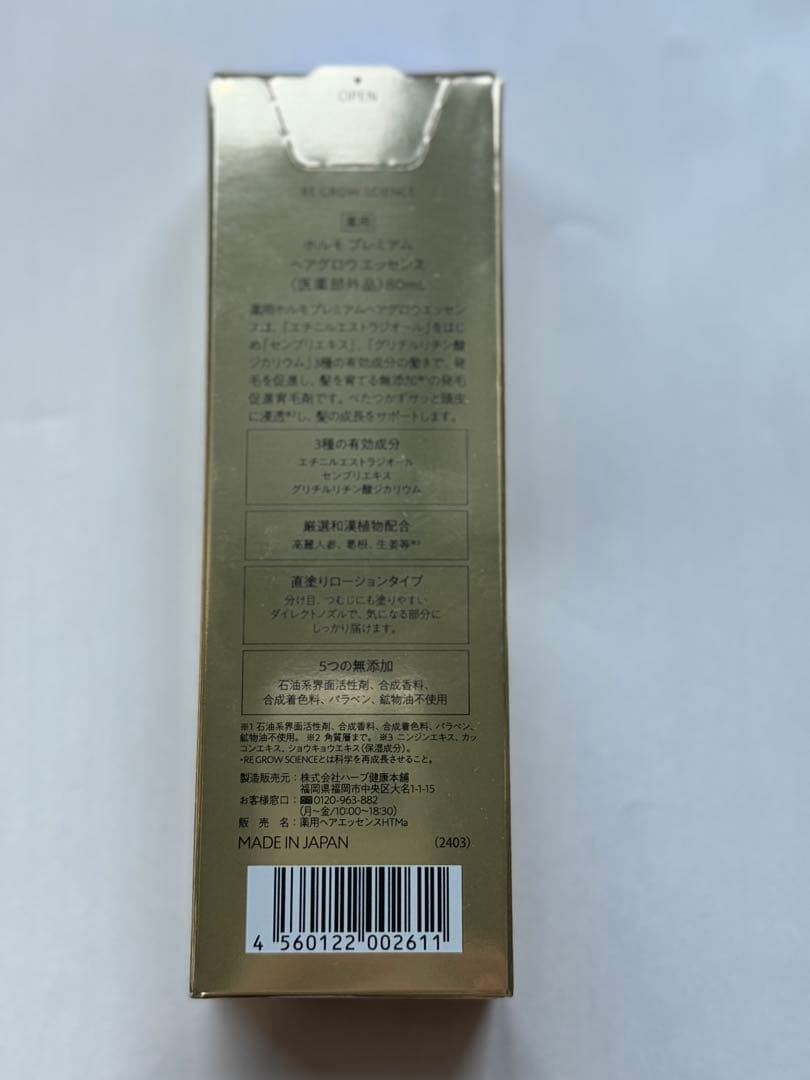 OPEN
RE GROW SCIENCE
薬用
ホルモ プレミアム
ヘアグロウ エッセンス
〈医薬部外品〉80mL
薬用ホルモプレミアムヘアグロウエッセン
スは、「エチニルエストラジオール」をはじ
め「センブリエキス」、「グリチルリチン酸
ジカリウム」3種の有効成分の働きで、発
毛を促進し、髪を育てる無添加※1の発毛
促進育毛剤です。べたつかずサッと頭皮
に浸透※2し、髪の成長をサポートします。
3種の有効成分
エチニルエストラジオール
センブリエキス
グリチルリチン酸ジカリウム
厳選和漢植物配合
高麗人参、葛根、生姜等※3
直塗りローションタイプ
分け目、つむじにも塗りやすい
ダイレクトノズルで、気になる部分に
しっかり届けます。
5つの無添加
石油系界面活性剤、合成香料、
合成着色料、パラベン、鉱物油不使用
※1 石油系界面活性剤、合成香料、合成着色料、パラベン、
鉱物油不使用。 ※2 角質層まで。 ※3 ニンジンエキス、カッ
コンエキス、ショウキョウエキス(保湿成分)。
・RE GROW SCIENCEとは科学を再成長させること。
製造販売元：株式会社ハーブ健康本舗
福岡県福岡市中央区大名1-1-15
お客様窓口：0120-963-882
(月〜金/10:00〜18:30)
販 売 名：薬用ヘアエッセンスHTMa
MADE IN JAPAN (2403)
4 560122 002611